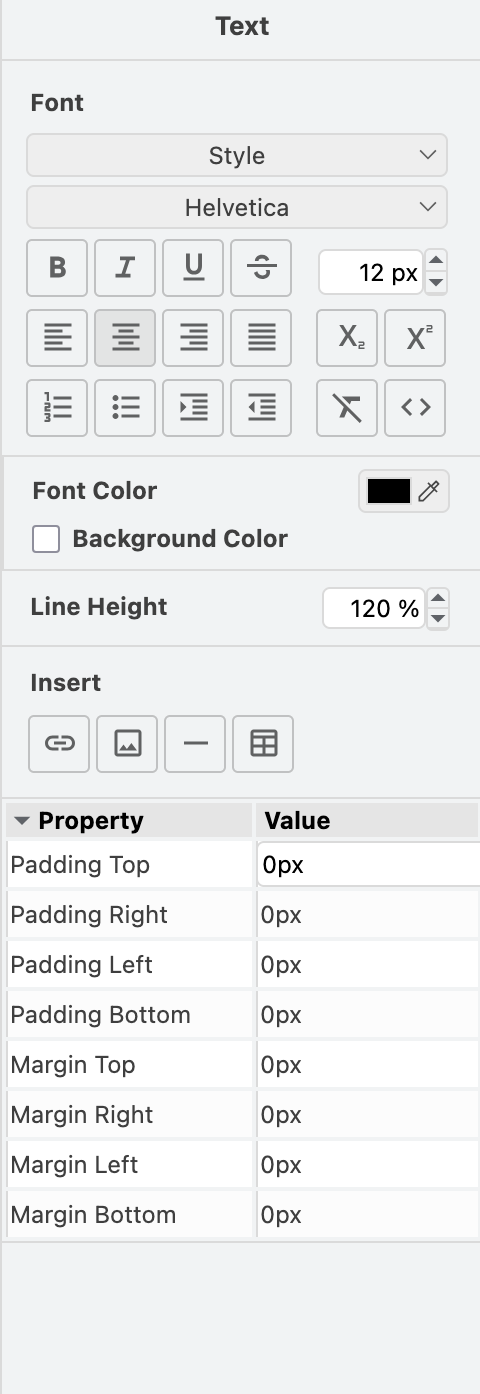 Text
Font
Style
Helvetica
B I U S 12 px
X₂ X²
Font Color
Background Color
Line Height 120 %
Insert
Property Value
Padding Top 0px
Padding Right 0px
Padding Left 0px
Padding Bottom 0px
Margin Top 0px
Margin Right 0px
Margin Left 0px
Margin Bottom 0px